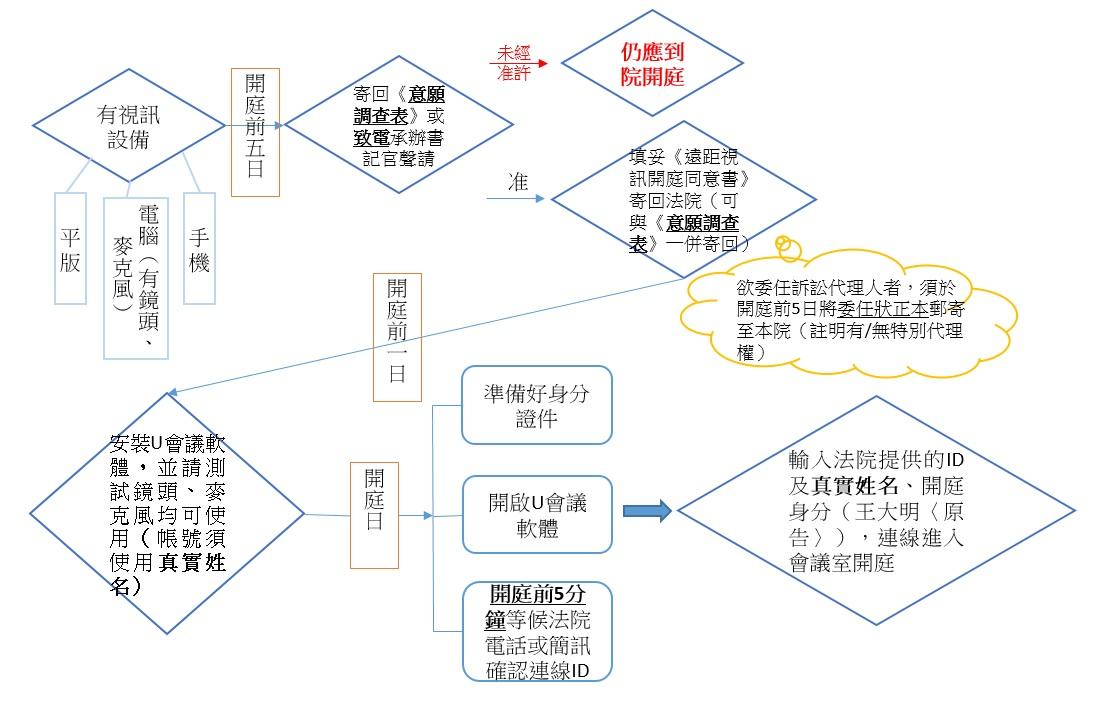 有視訊
設備
平版
電腦（有鏡頭、
麥克風）
手機
開庭前五日
寄回《意願
調查表》或
致電承辦書
記官聲請
未經
准許
仍應到
院開庭
准
填妥《遠距視
訊開庭同意書》
寄回法院（可
與《意願調查
表》一併寄回）
欲委任訴訟代理人者，須於
開庭前5日將委任狀正本郵寄
至本院（註明有/無特別代理
權）
開庭前一日
安裝U會議軟
體，並請測
試鏡頭、麥
克風均可使
用（帳號須
使用真實姓
名）
開庭日
準備好身分
證件
開啟U會議
軟體
開庭前5分
鐘等候法院
電話或簡訊
確認連線ID
輸入法院提供的ID
及真實姓名、開庭
身分（王大明〈原
告〉），連線進入
會議室開庭